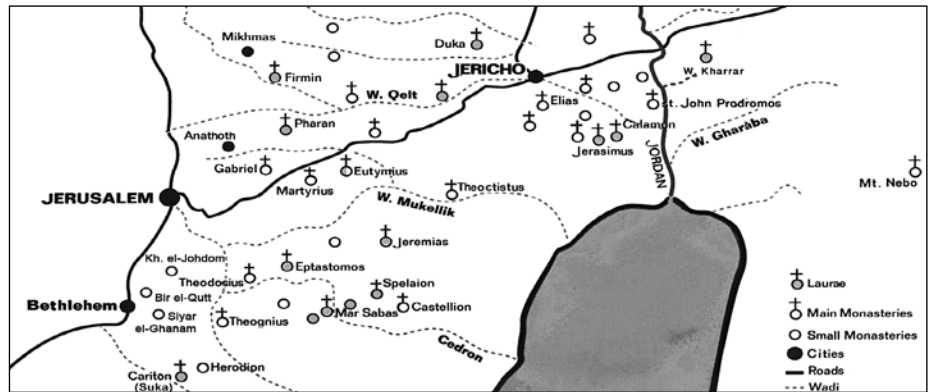 Mikhmas
Duka
Firmin
JERICHO
W. Kharrar
W. Qelt
Elias
st. John Prodromos
Pharan
Calamon
W. Gharaba
Anathoth
Jerasimus
JORDAN
Gabriel
Eutymius
Martyrius
Theoctistus
Mt. Nebo
JERUSALEM
W. Mukellik
Jeremias
Kh. el-Johdom
Theodosius
Eptastomos
Spelaion
Laurae
Bir el-Qutt
Bethlehem
Siyar
el-Ghanam
Theognius
Mar Sabas
Castellion
Main Monasteries
Small Monasteries
Cedron
Cities
Herodipn
Roads
Cariton
(Suka)
Wadi